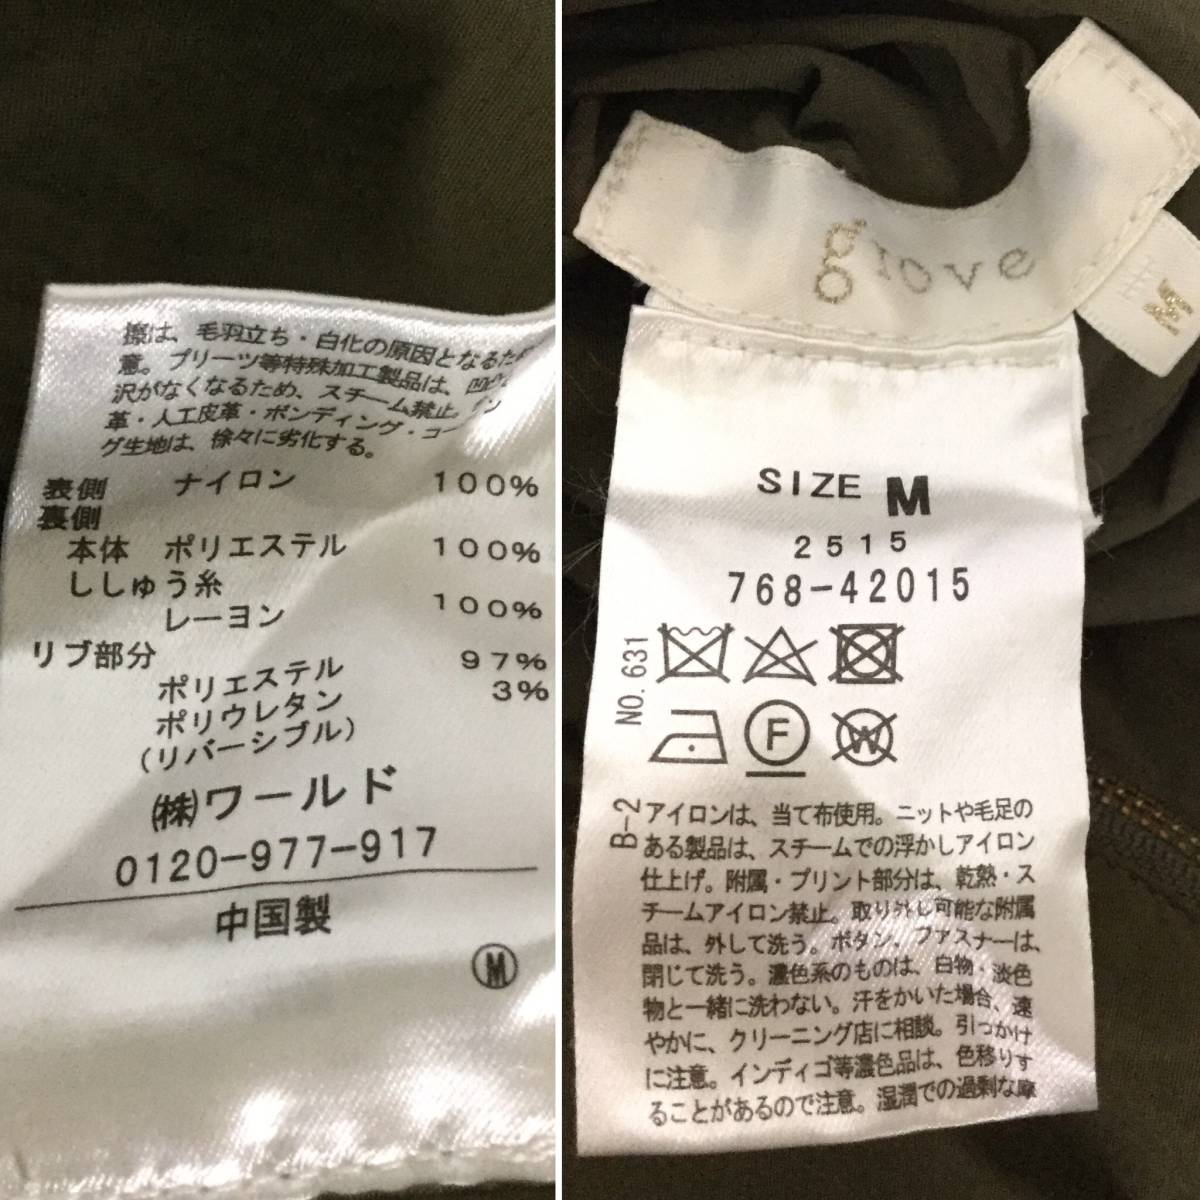 擦は、毛羽立ち・白化の原因となるため
意。プリーツ等特殊加工製品は、凹凸
沢がなくなるため、スチーム禁止。
革・人工皮革・ボンディング・コー
グ生地は、徐々に劣化する。
表側 ナイロン 100%
裏側
本体 ポリエステル 100%
ししゅう糸
レーヨン 100%
リブ部分
ポリエステル 97%
ポリウレタン 3%
(リバーシブル)
㈱ワールド
0120-977-917
中国製
Ⓜ
grove
M
SIZE M
2515
768-42015
NO. 631
F
W
B-2
アイロンは、当て布使用。ニットや毛足の
ある製品は、スチームでの浮かしアイロン
仕上げ。附属・プリント部分は、乾熱・ス
チームアイロン禁止。取り外し可能な附属
品は、外して洗う。ボタン、ファスナーは、
閉じて洗う。濃色系のものは、白物・淡色
物と一緒に洗わない。汗をかいた場合、速
やかに、クリーニング店に相談。引っかけ
に注意。インディゴ等濃色品は、色移りす
ることがあるので注意。湿潤での過剰な摩